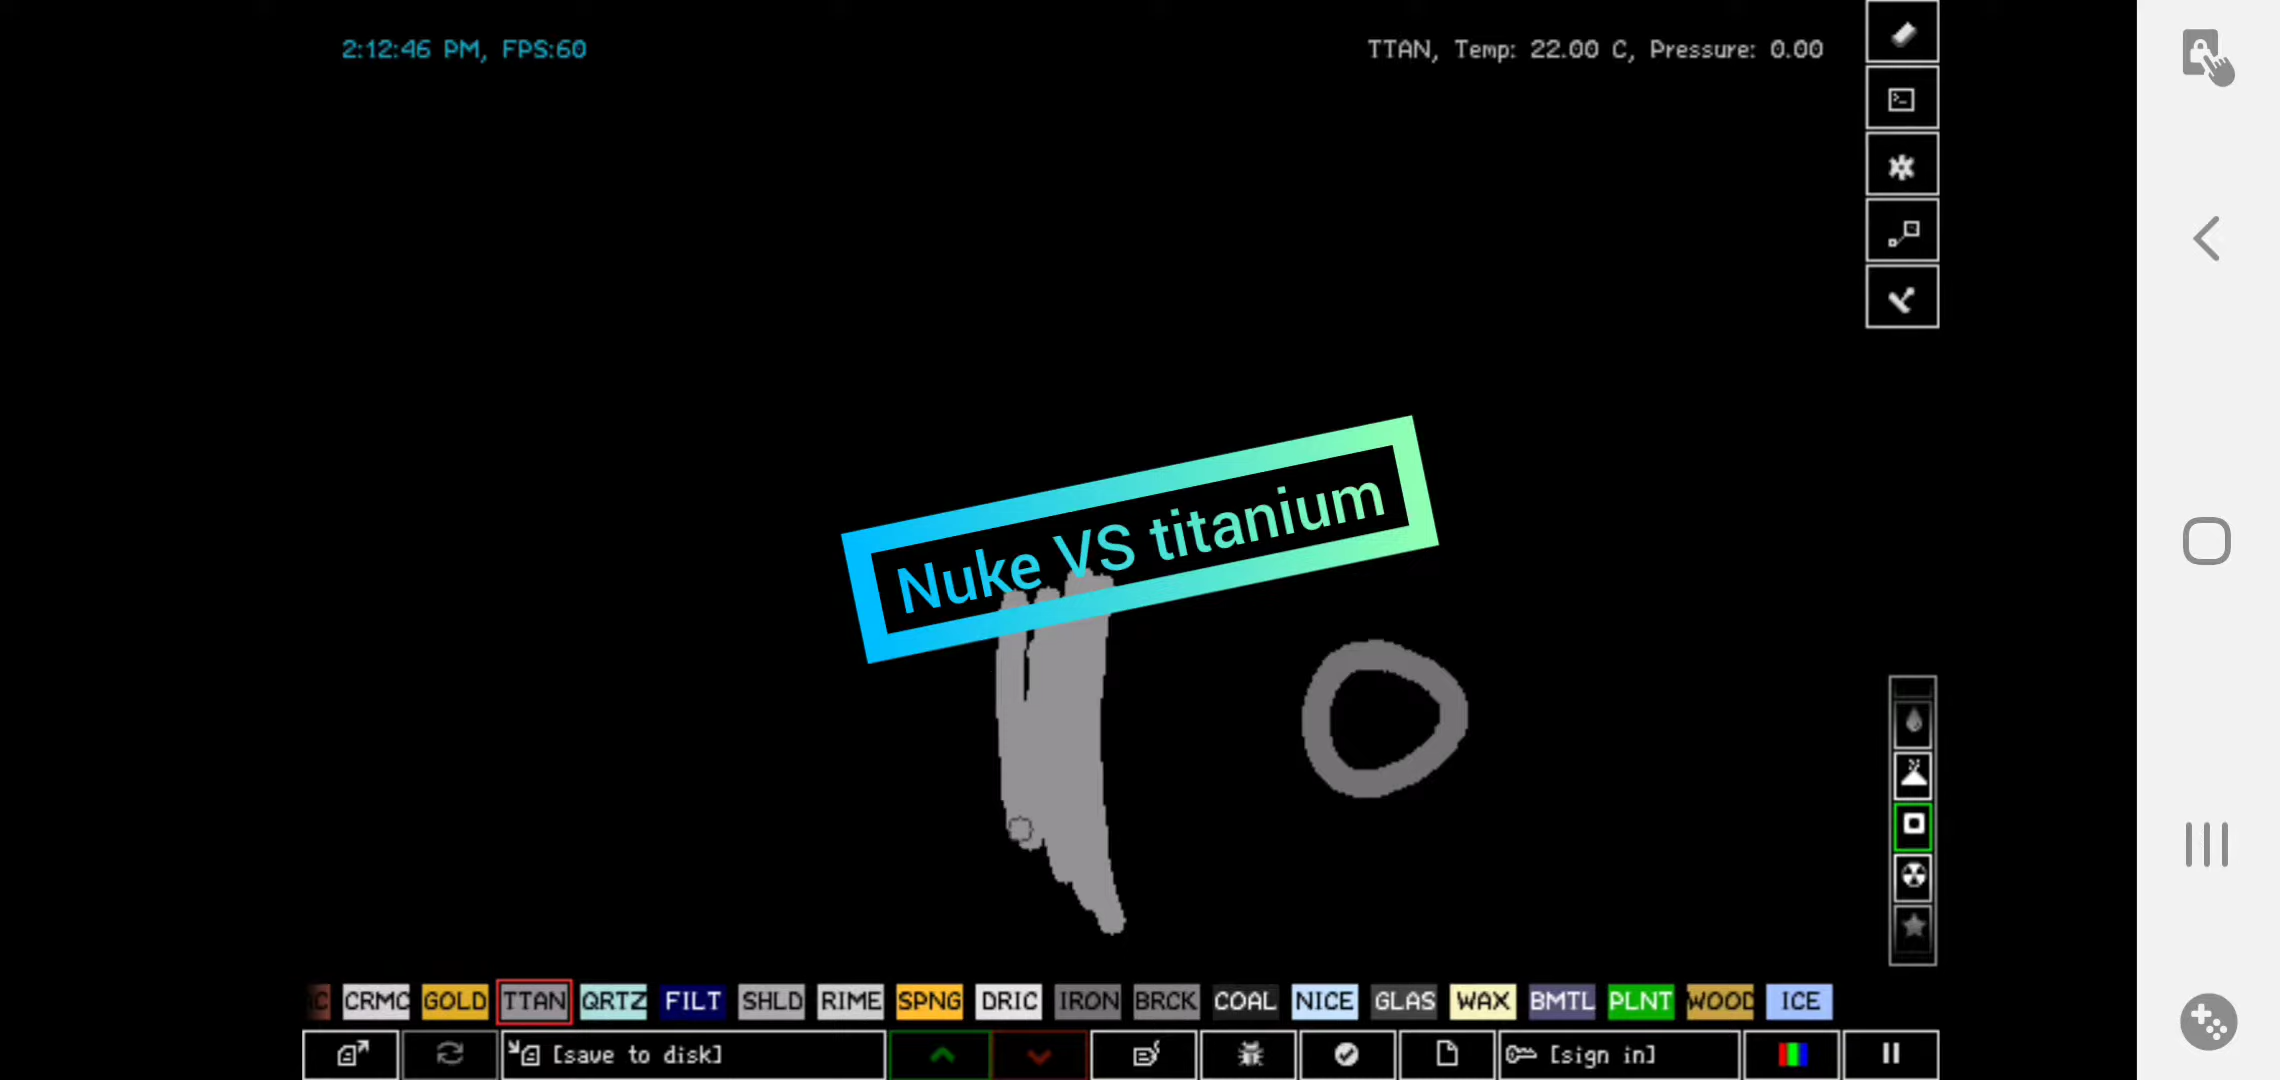 2:12:46 PM, FPS:60
TTAN, Temp: 22.00 C, Pressure: 0.00
Nuke VS titanium
CRMC GOLD TTAN QRTZ FILT SHLD RIME SPNG DRIC IRON BRCK COAL NICE GLAS WAX BMTL PLNT WOOD ICE
[save to disk] [sign in]